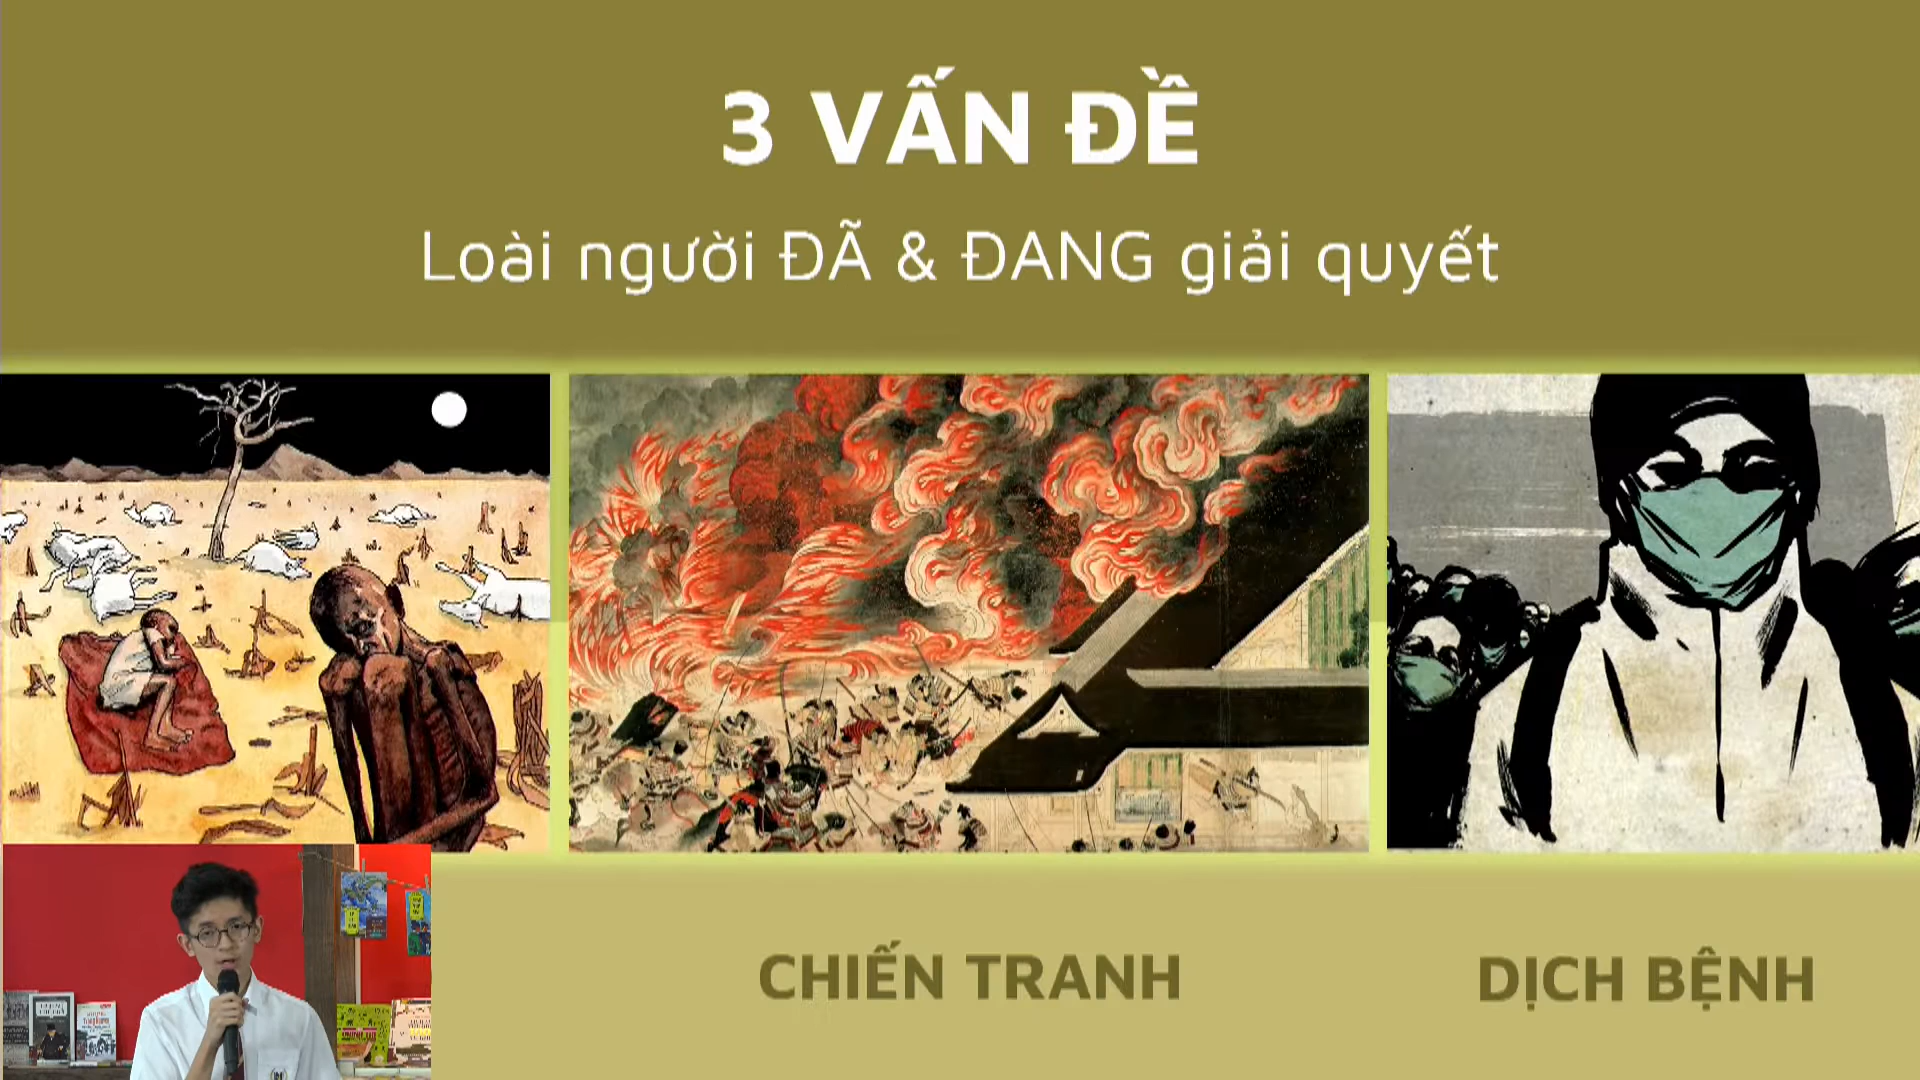 3 VẤN ĐỀ
Loài người ĐÃ & ĐANG giải quyết
CHIẾN TRANH
DỊCH BỆNH